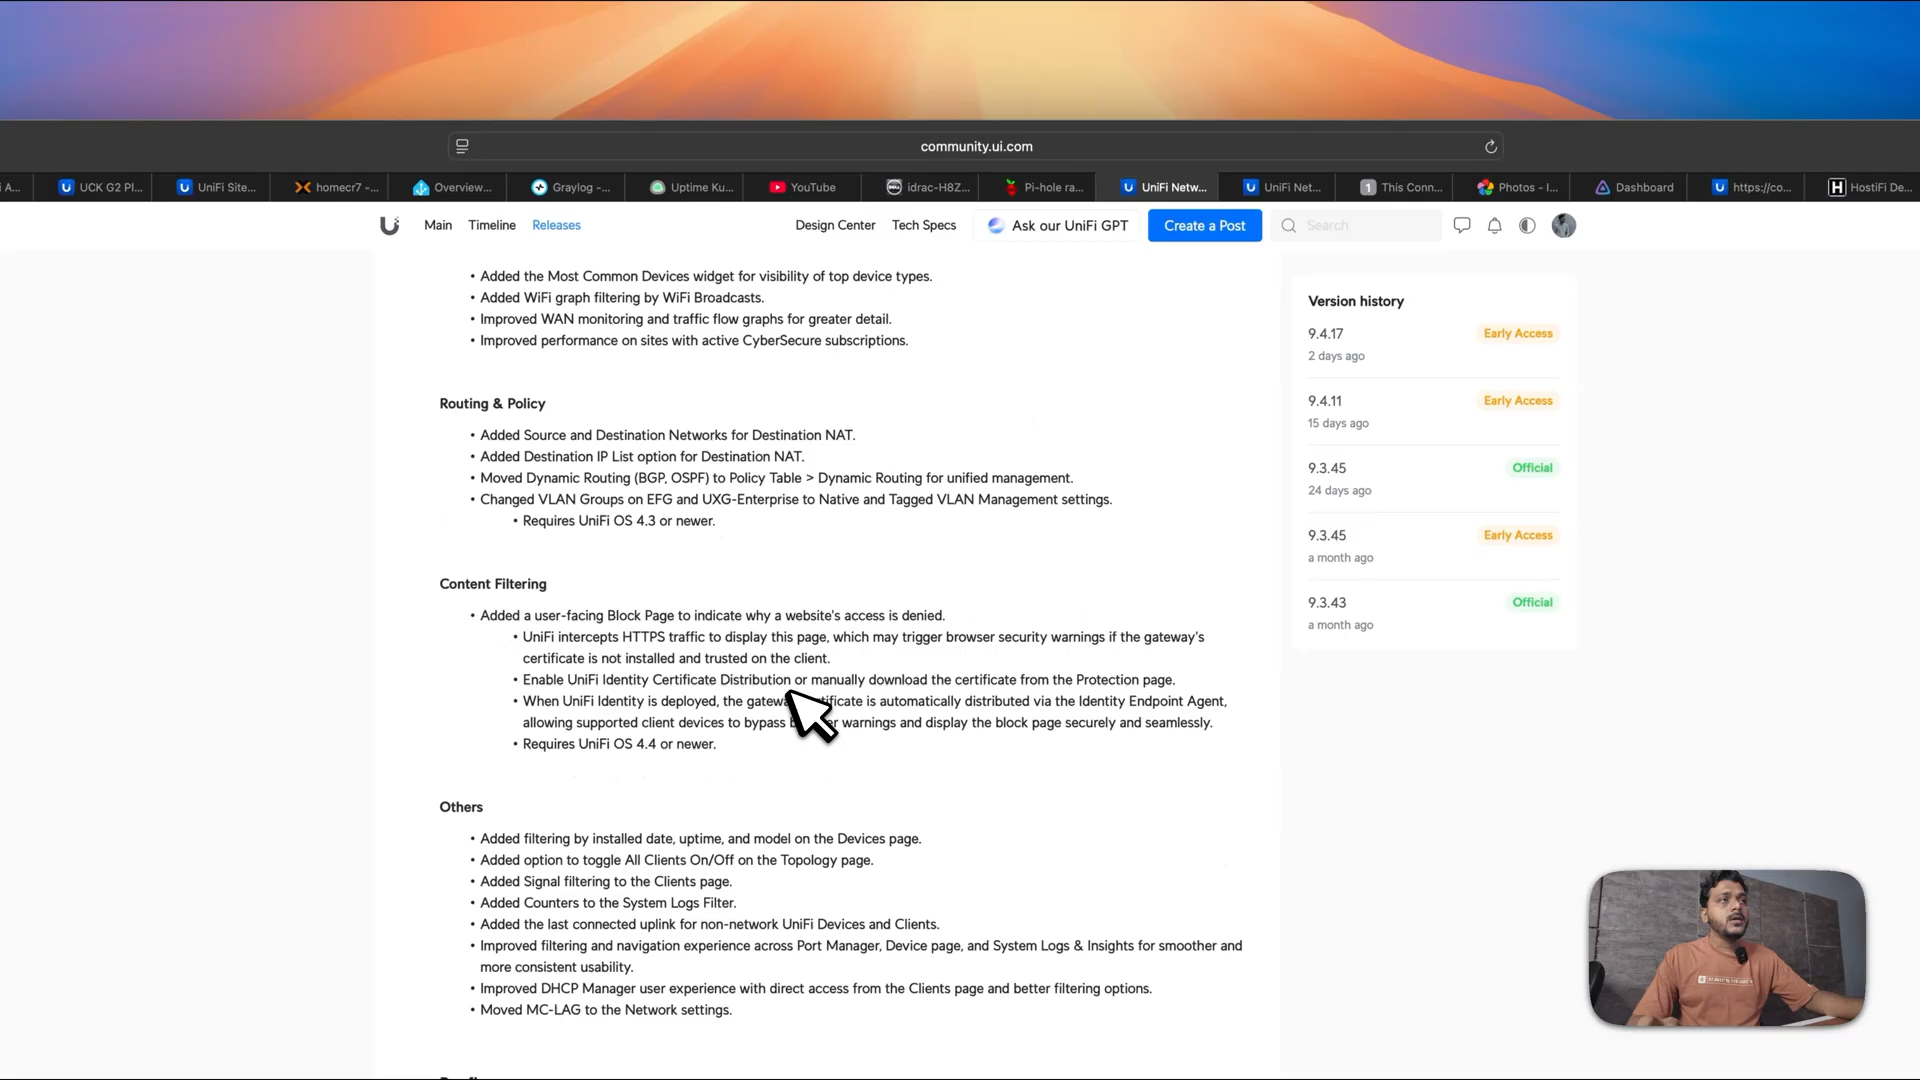 community.ui.com
i A...
UCK G2 Pl...
UniFi Site...
homecr7 -...
Overview...
Graylog -...
Uptime Ku...
YouTube
idrac-H8Z...
Pi-hole ra...
UniFi Netw...
UniFi Net...
1 This Conn...
Photos - I...
Dashboard
https://co...
H HostiFi De...
Main Timeline Releases Design Center Tech Specs Ask our UniFi GPT Create a Post Search
• Added the Most Common Devices widget for visibility of top device types.
• Added WiFi graph filtering by WiFi Broadcasts.
• Improved WAN monitoring and traffic flow graphs for greater detail.
• Improved performance on sites with active CyberSecure subscriptions.
Routing & Policy
• Added Source and Destination Networks for Destination NAT.
• Added Destination IP List option for Destination NAT.
• Moved Dynamic Routing (BGP, OSPF) to Policy Table > Dynamic Routing for unified management.
• Changed VLAN Groups on EFG and UXG-Enterprise to Native and Tagged VLAN Management settings.
• Requires UniFi OS 4.3 or newer.
Content Filtering
• Added a user-facing Block Page to indicate why a website's access is denied.
• UniFi intercepts HTTPS traffic to display this page, which may trigger browser security warnings if the gateway's
certificate is not installed and trusted on the client.
• Enable UniFi Identity Certificate Distribution or manually download the certificate from the Protection page.
• When UniFi Identity is deployed, the gatewa tificate is automatically distributed via the Identity Endpoint Agent,
allowing supported client devices to bypass b er warnings and display the block page securely and seamlessly.
• Requires UniFi OS 4.4 or newer.
Others
• Added filtering by installed date, uptime, and model on the Devices page.
• Added option to toggle All Clients On/Off on the Topology page.
• Added Signal filtering to the Clients page.
• Added Counters to the System Logs Filter.
• Added the last connected uplink for non-network UniFi Devices and Clients.
• Improved filtering and navigation experience across Port Manager, Device page, and System Logs & Insights for smoother and
more consistent usability.
• Improved DHCP Manager user experience with direct access from the Clients page and better filtering options.
• Moved MC-LAG to the Network settings.
Version history
9.4.17 Early Access
2 days ago
9.4.11 Early Access
15 days ago
9.3.45 Official
24 days ago
9.3.45 Early Access
a month ago
9.3.43 Official
a month ago